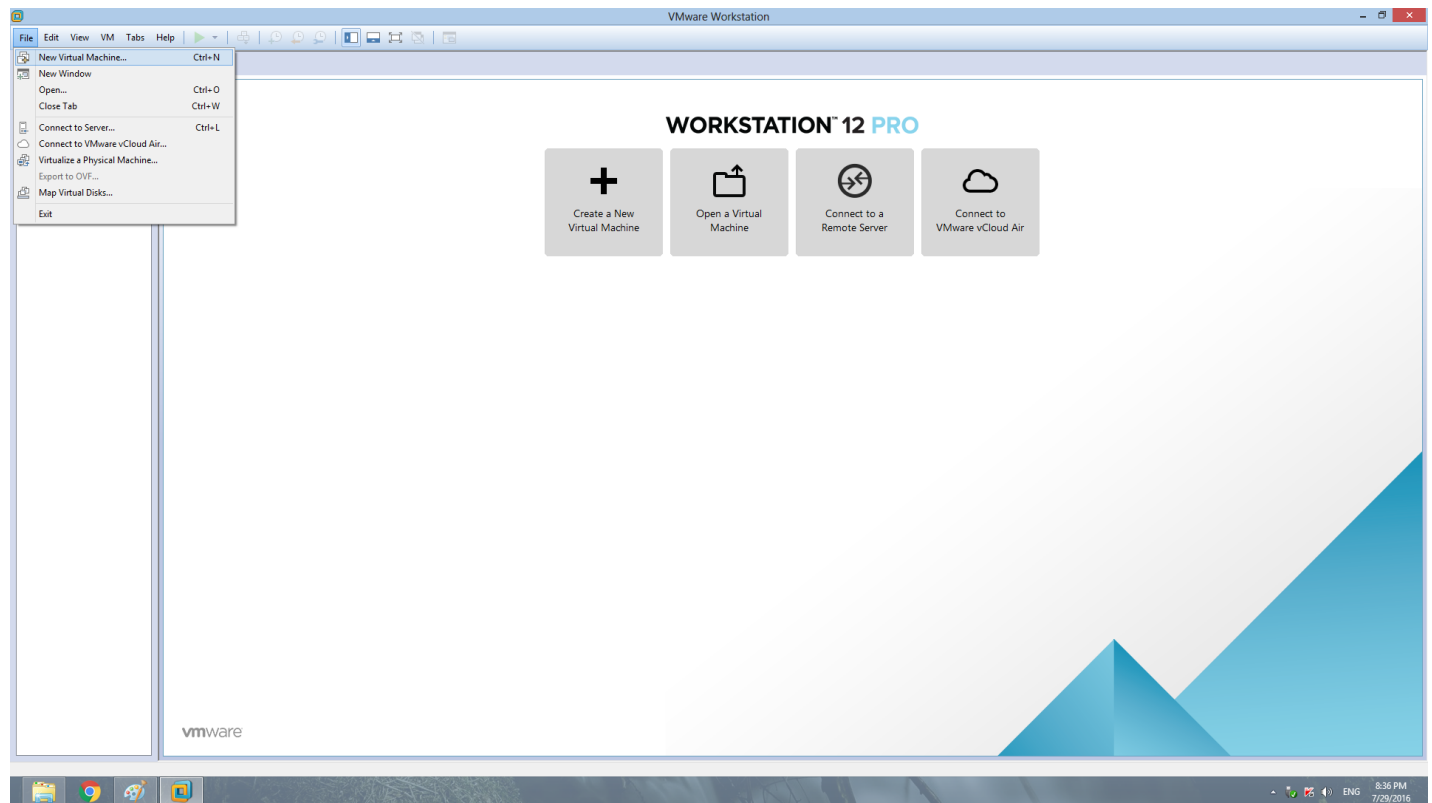 VMware Workstation
File Edit View VM Tabs Help
New Virtual Machine... Ctrl+N
New Window
Open... Ctrl+O
Close Tab Ctrl+W
Connect to Server... Ctrl+L
Connect to VMware vCloud Air...
Virtualize a Physical Machine...
Export to OVF...
Map Virtual Disks...
Exit
WORKSTATION™ 12 PRO
Create a New
Virtual Machine
Open a Virtual
Machine
Connect to a
Remote Server
Connect to
VMware vCloud Air
vmware
ENG
8:36 PM
7/29/2016